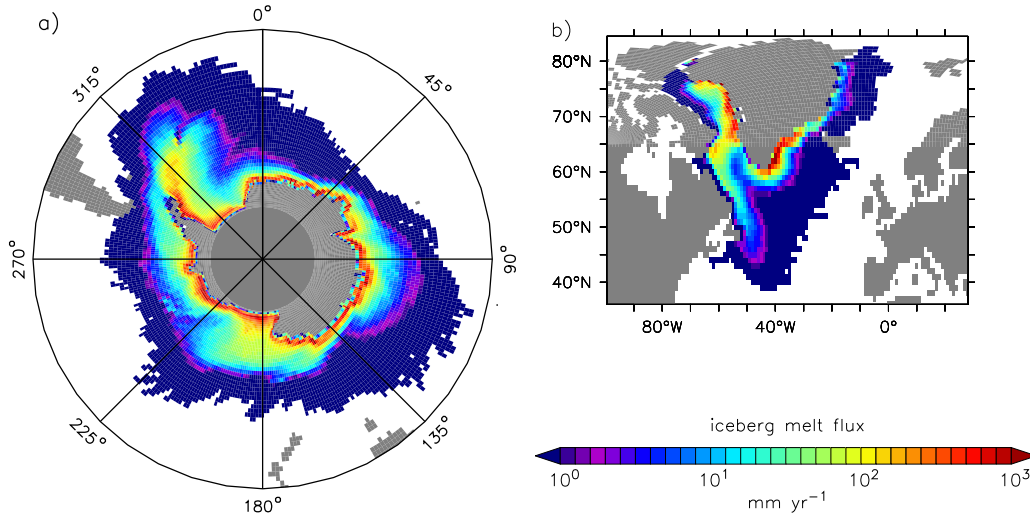 a)
0°
45°
90°
135°
180°
225°
270°
315°
b)
80°N
70°N
60°N
50°N
40°N
80°W 40°W 0°
iceberg melt flux
10⁰ 10¹ 10² 10³
mm yr⁻¹